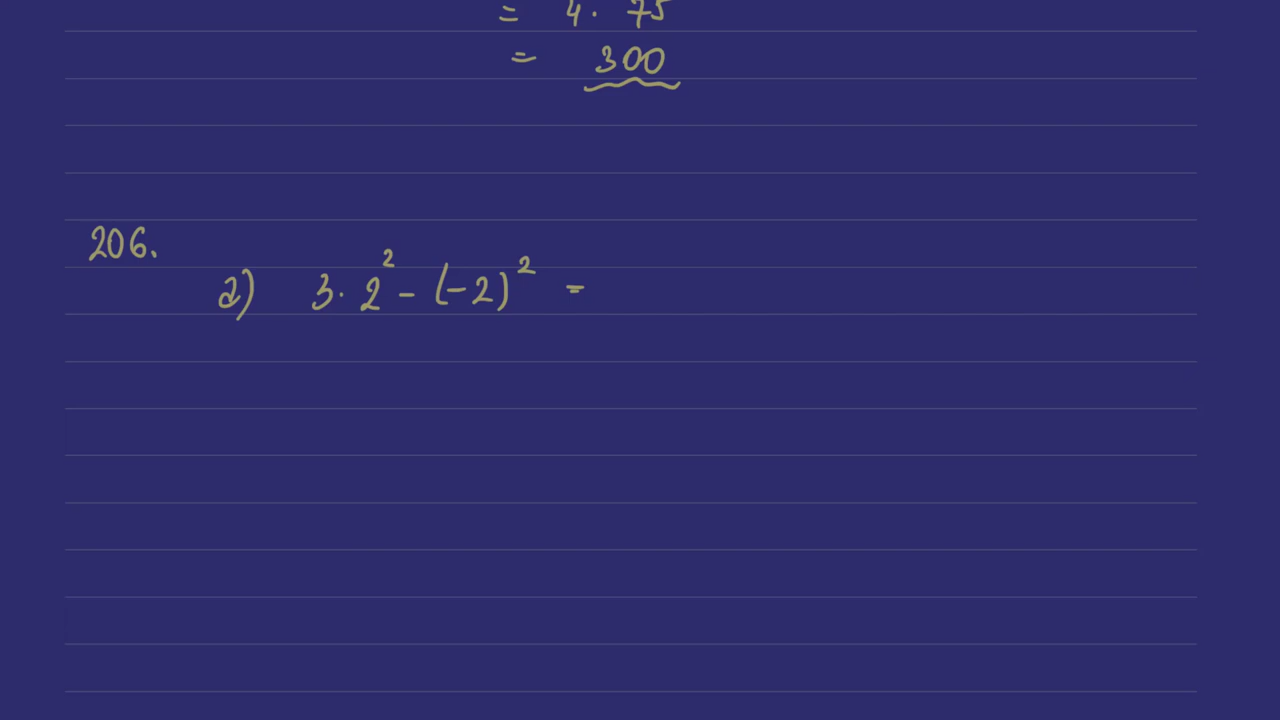 = 4 · 75
= 300
206.
a) 3 · 2² - (-2)² =